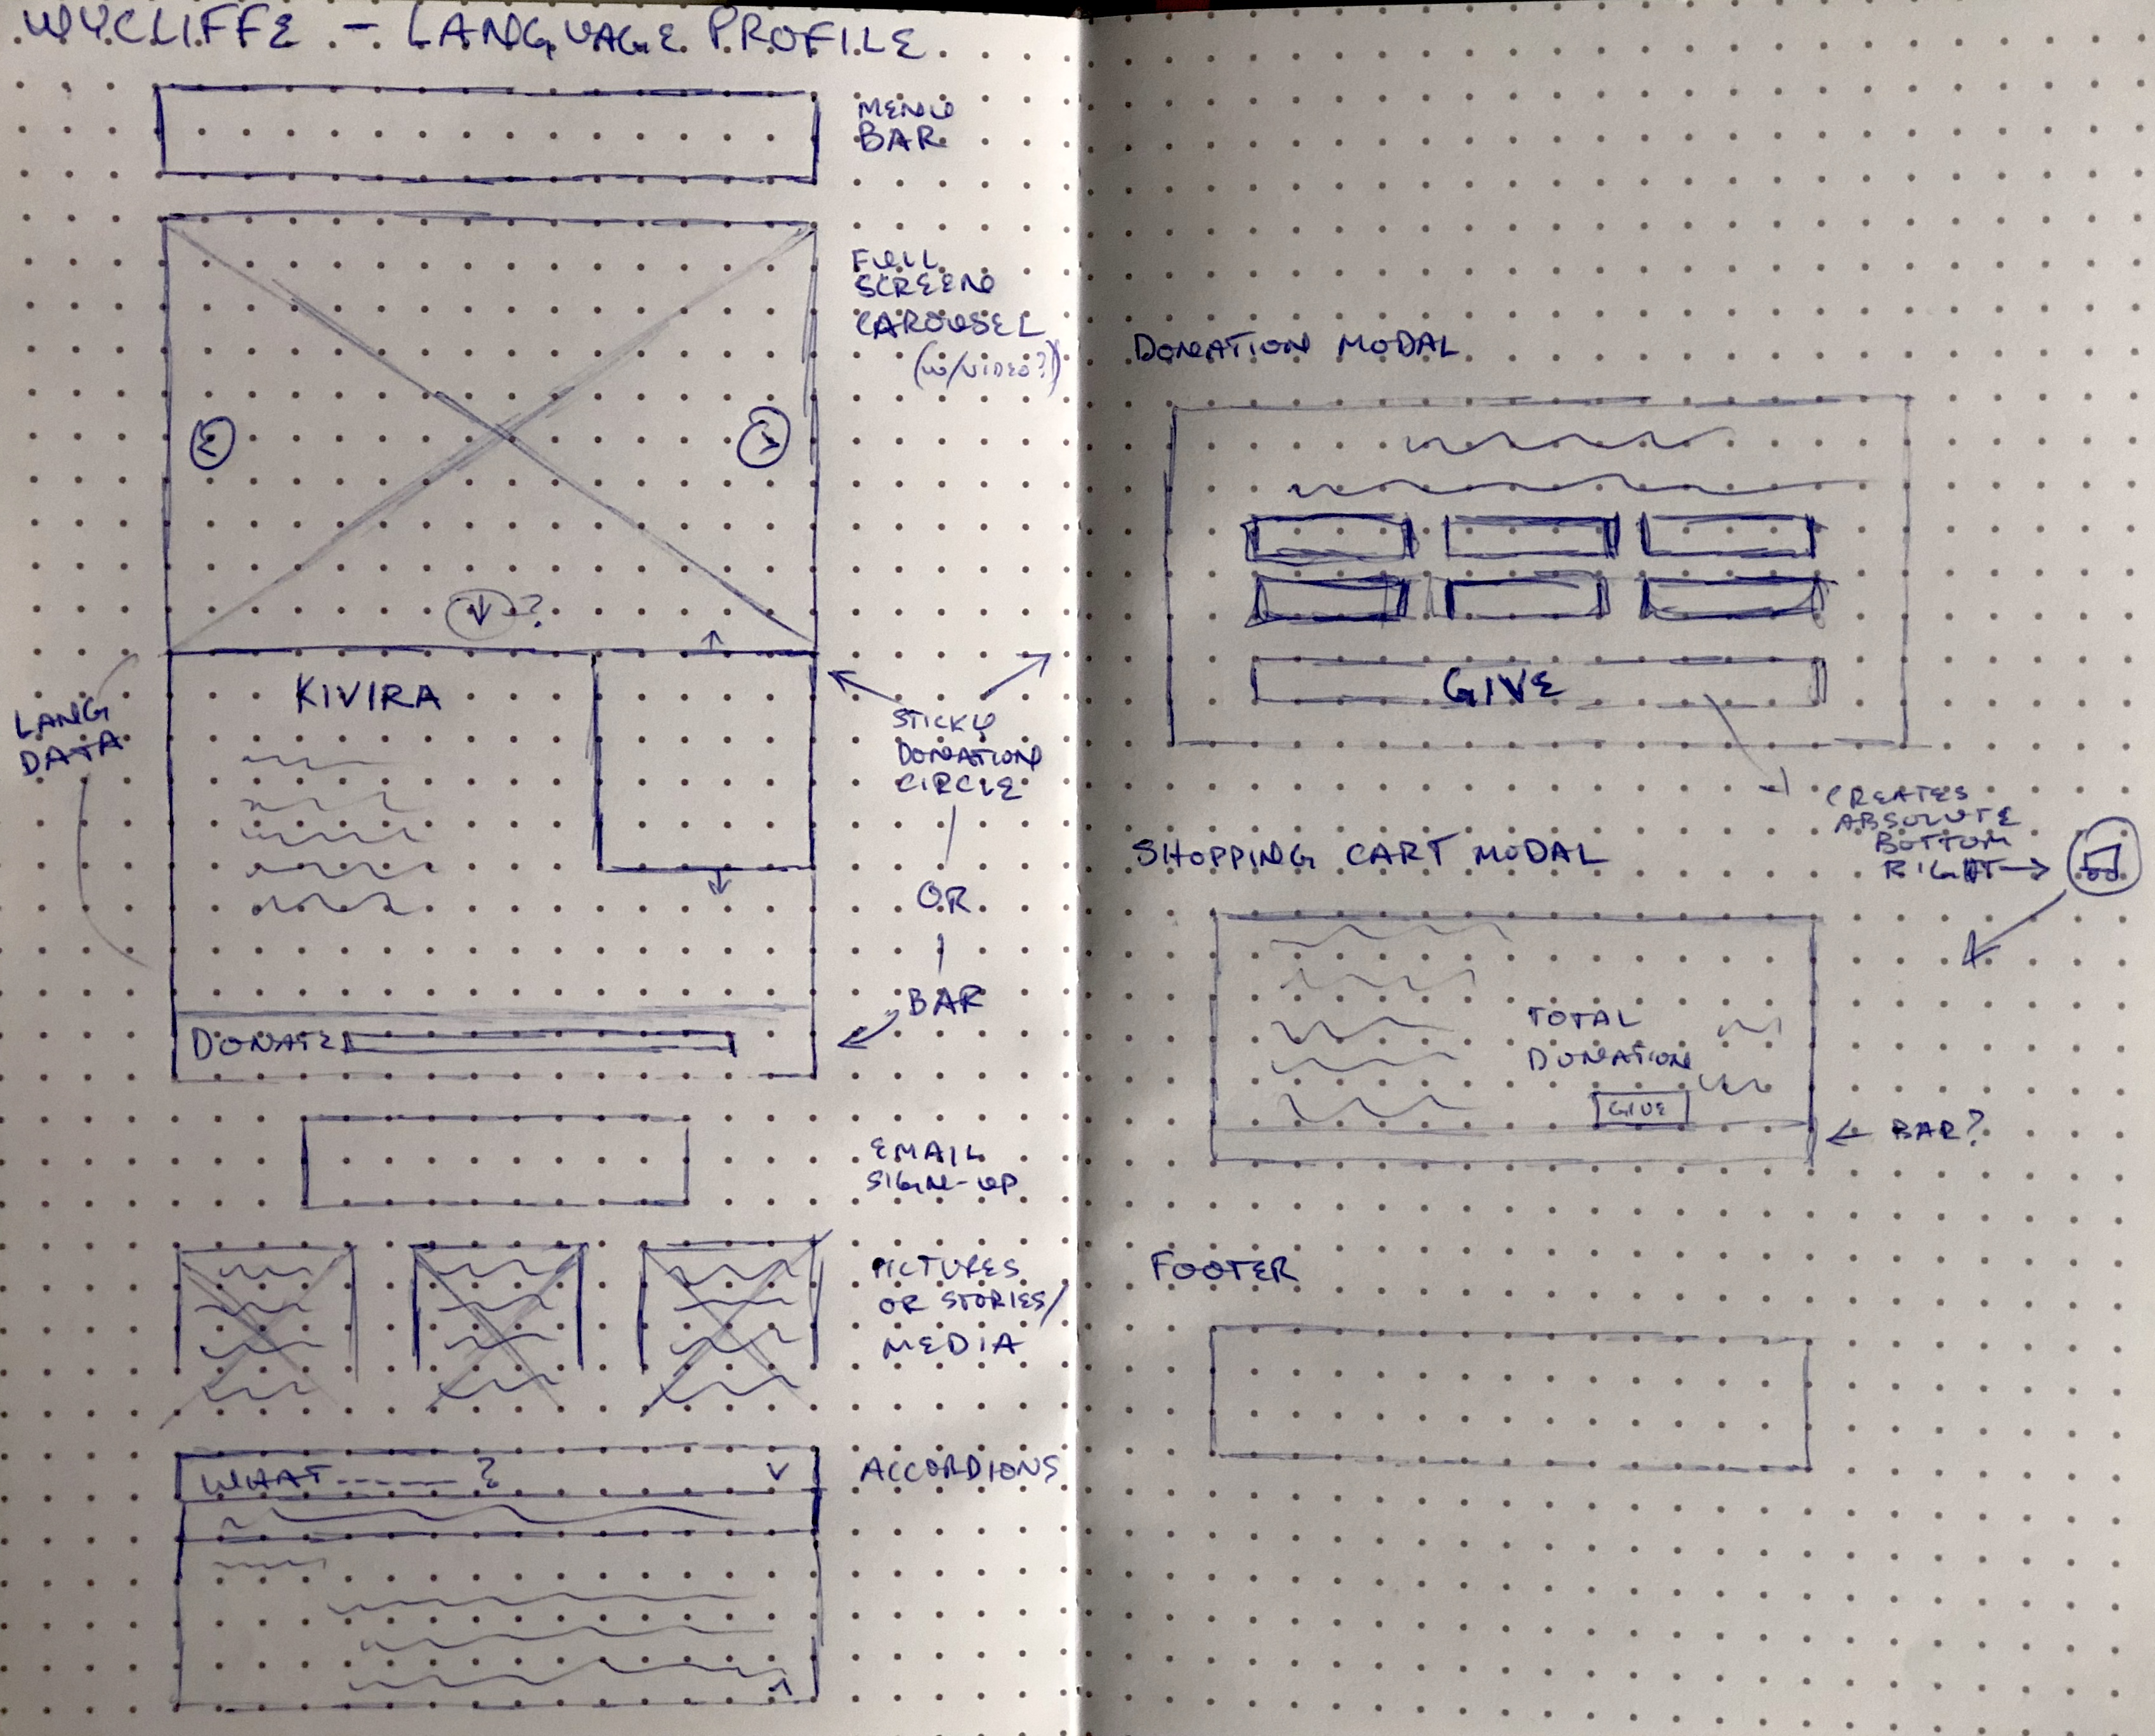 WYCLIFFE - LANGUAGE PROFILE
MENU
BAR
FULL
SCREEN
CAROUSEL
(W/VIDEO?)
?
KIVIRA
LANG
DATA
STICKY
DONATION
CIRCLE
OR
BAR
DONATE
EMAIL
SIGN-UP
PICTURES
OR STORIES/
MEDIA
WHAT ------ ?
ACCORDIONS
DONATION MODAL
GIVE
CREATES
ABSOLUTE
BOTTOM
RIGHT
SHOPPING CART MODAL
TOTAL
DONATION
GIVE
BAR?
FOOTER